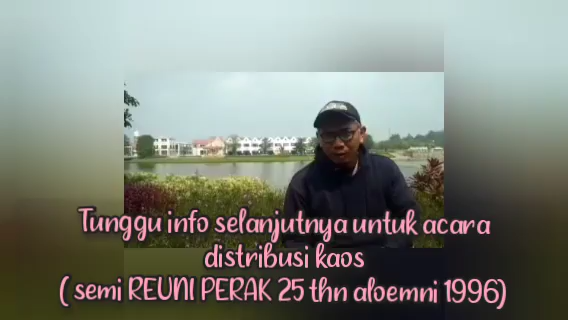 Tunggu info selanjutnya untuk acara
distribusi kaos
( semi REUNI PERAK 25 thn aloemni 1996)